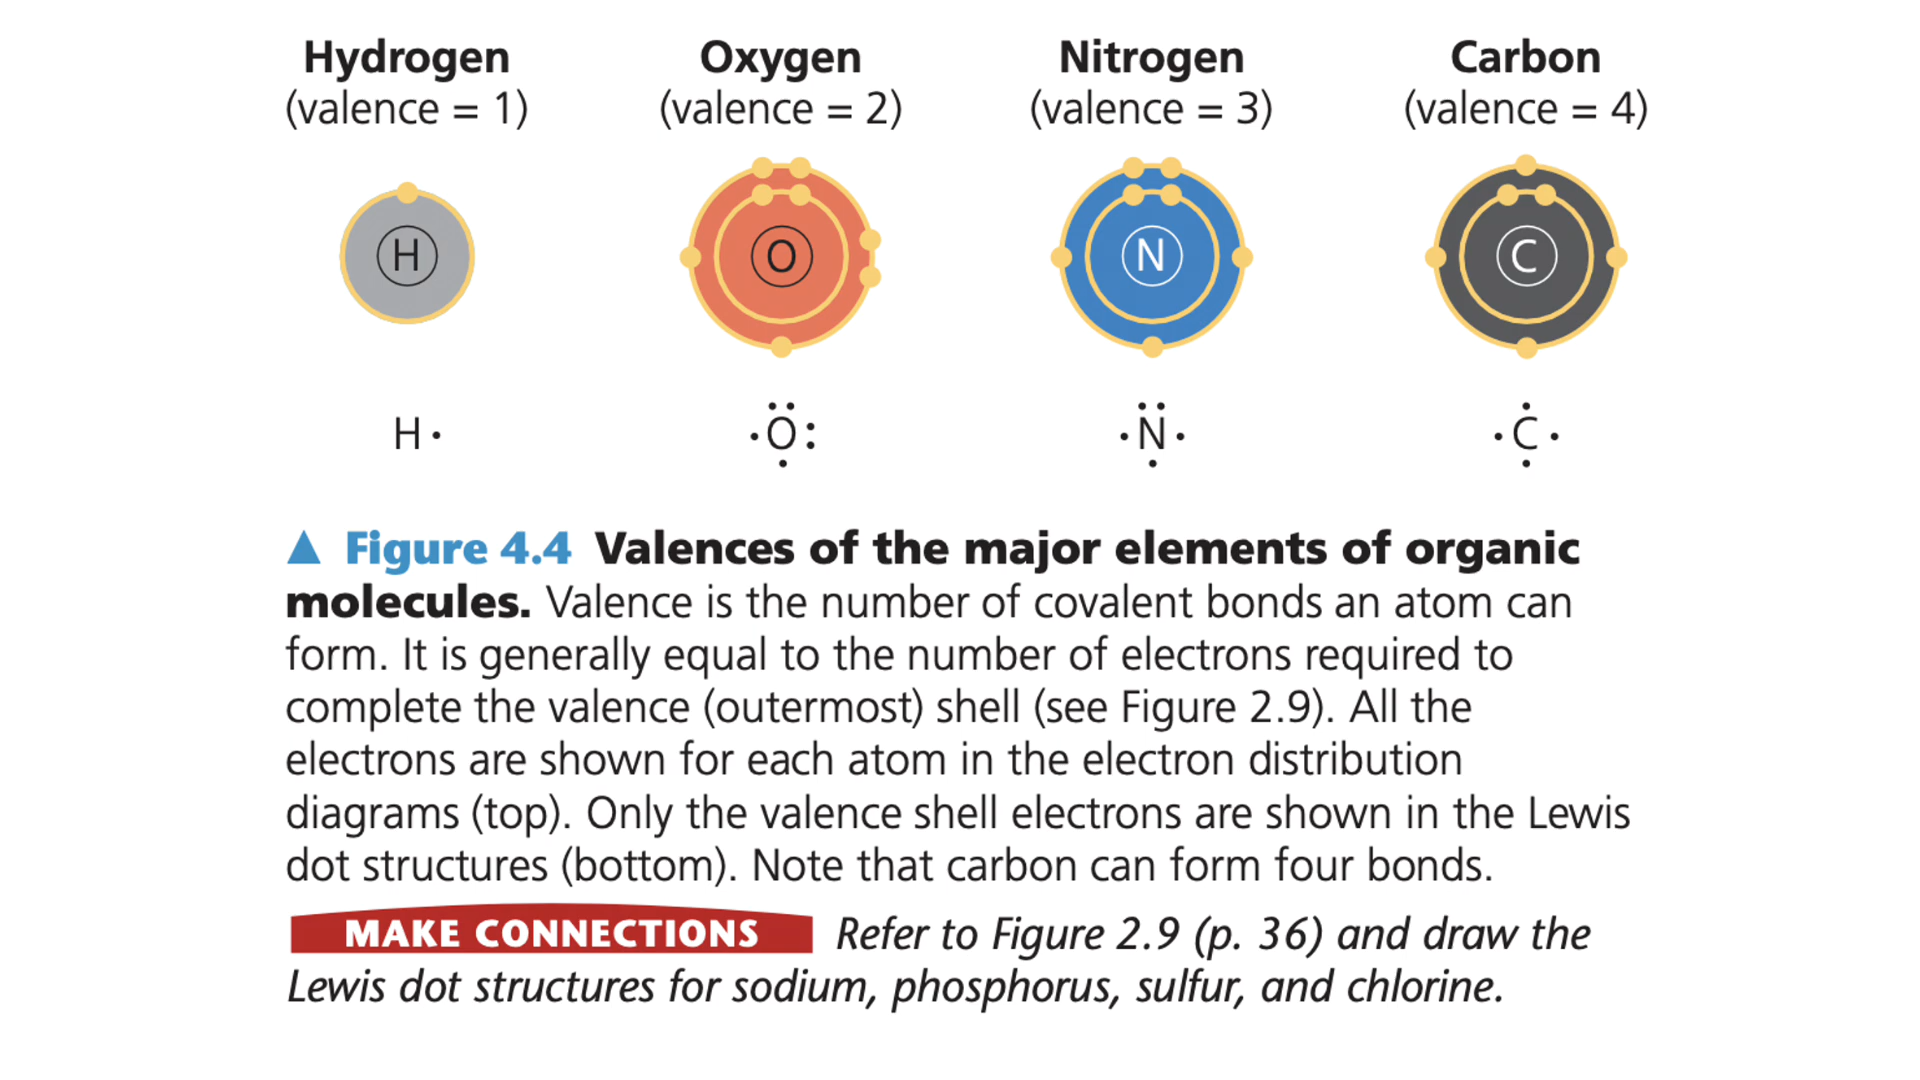 Hydrogen Oxygen Nitrogen Carbon
(valence = 1) (valence = 2) (valence = 3) (valence = 4)
H O N C
H· ·Ö: ·N̈· ·Ċ·
▲ Figure 4.4 Valences of the major elements of organic
molecules. Valence is the number of covalent bonds an atom can
form. It is generally equal to the number of electrons required to
complete the valence (outermost) shell (see Figure 2.9). All the
electrons are shown for each atom in the electron distribution
diagrams (top). Only the valence shell electrons are shown in the Lewis
dot structures (bottom). Note that carbon can form four bonds.
MAKE CONNECTIONS Refer to Figure 2.9 (p. 36) and draw the
Lewis dot structures for sodium, phosphorus, sulfur, and chlorine.